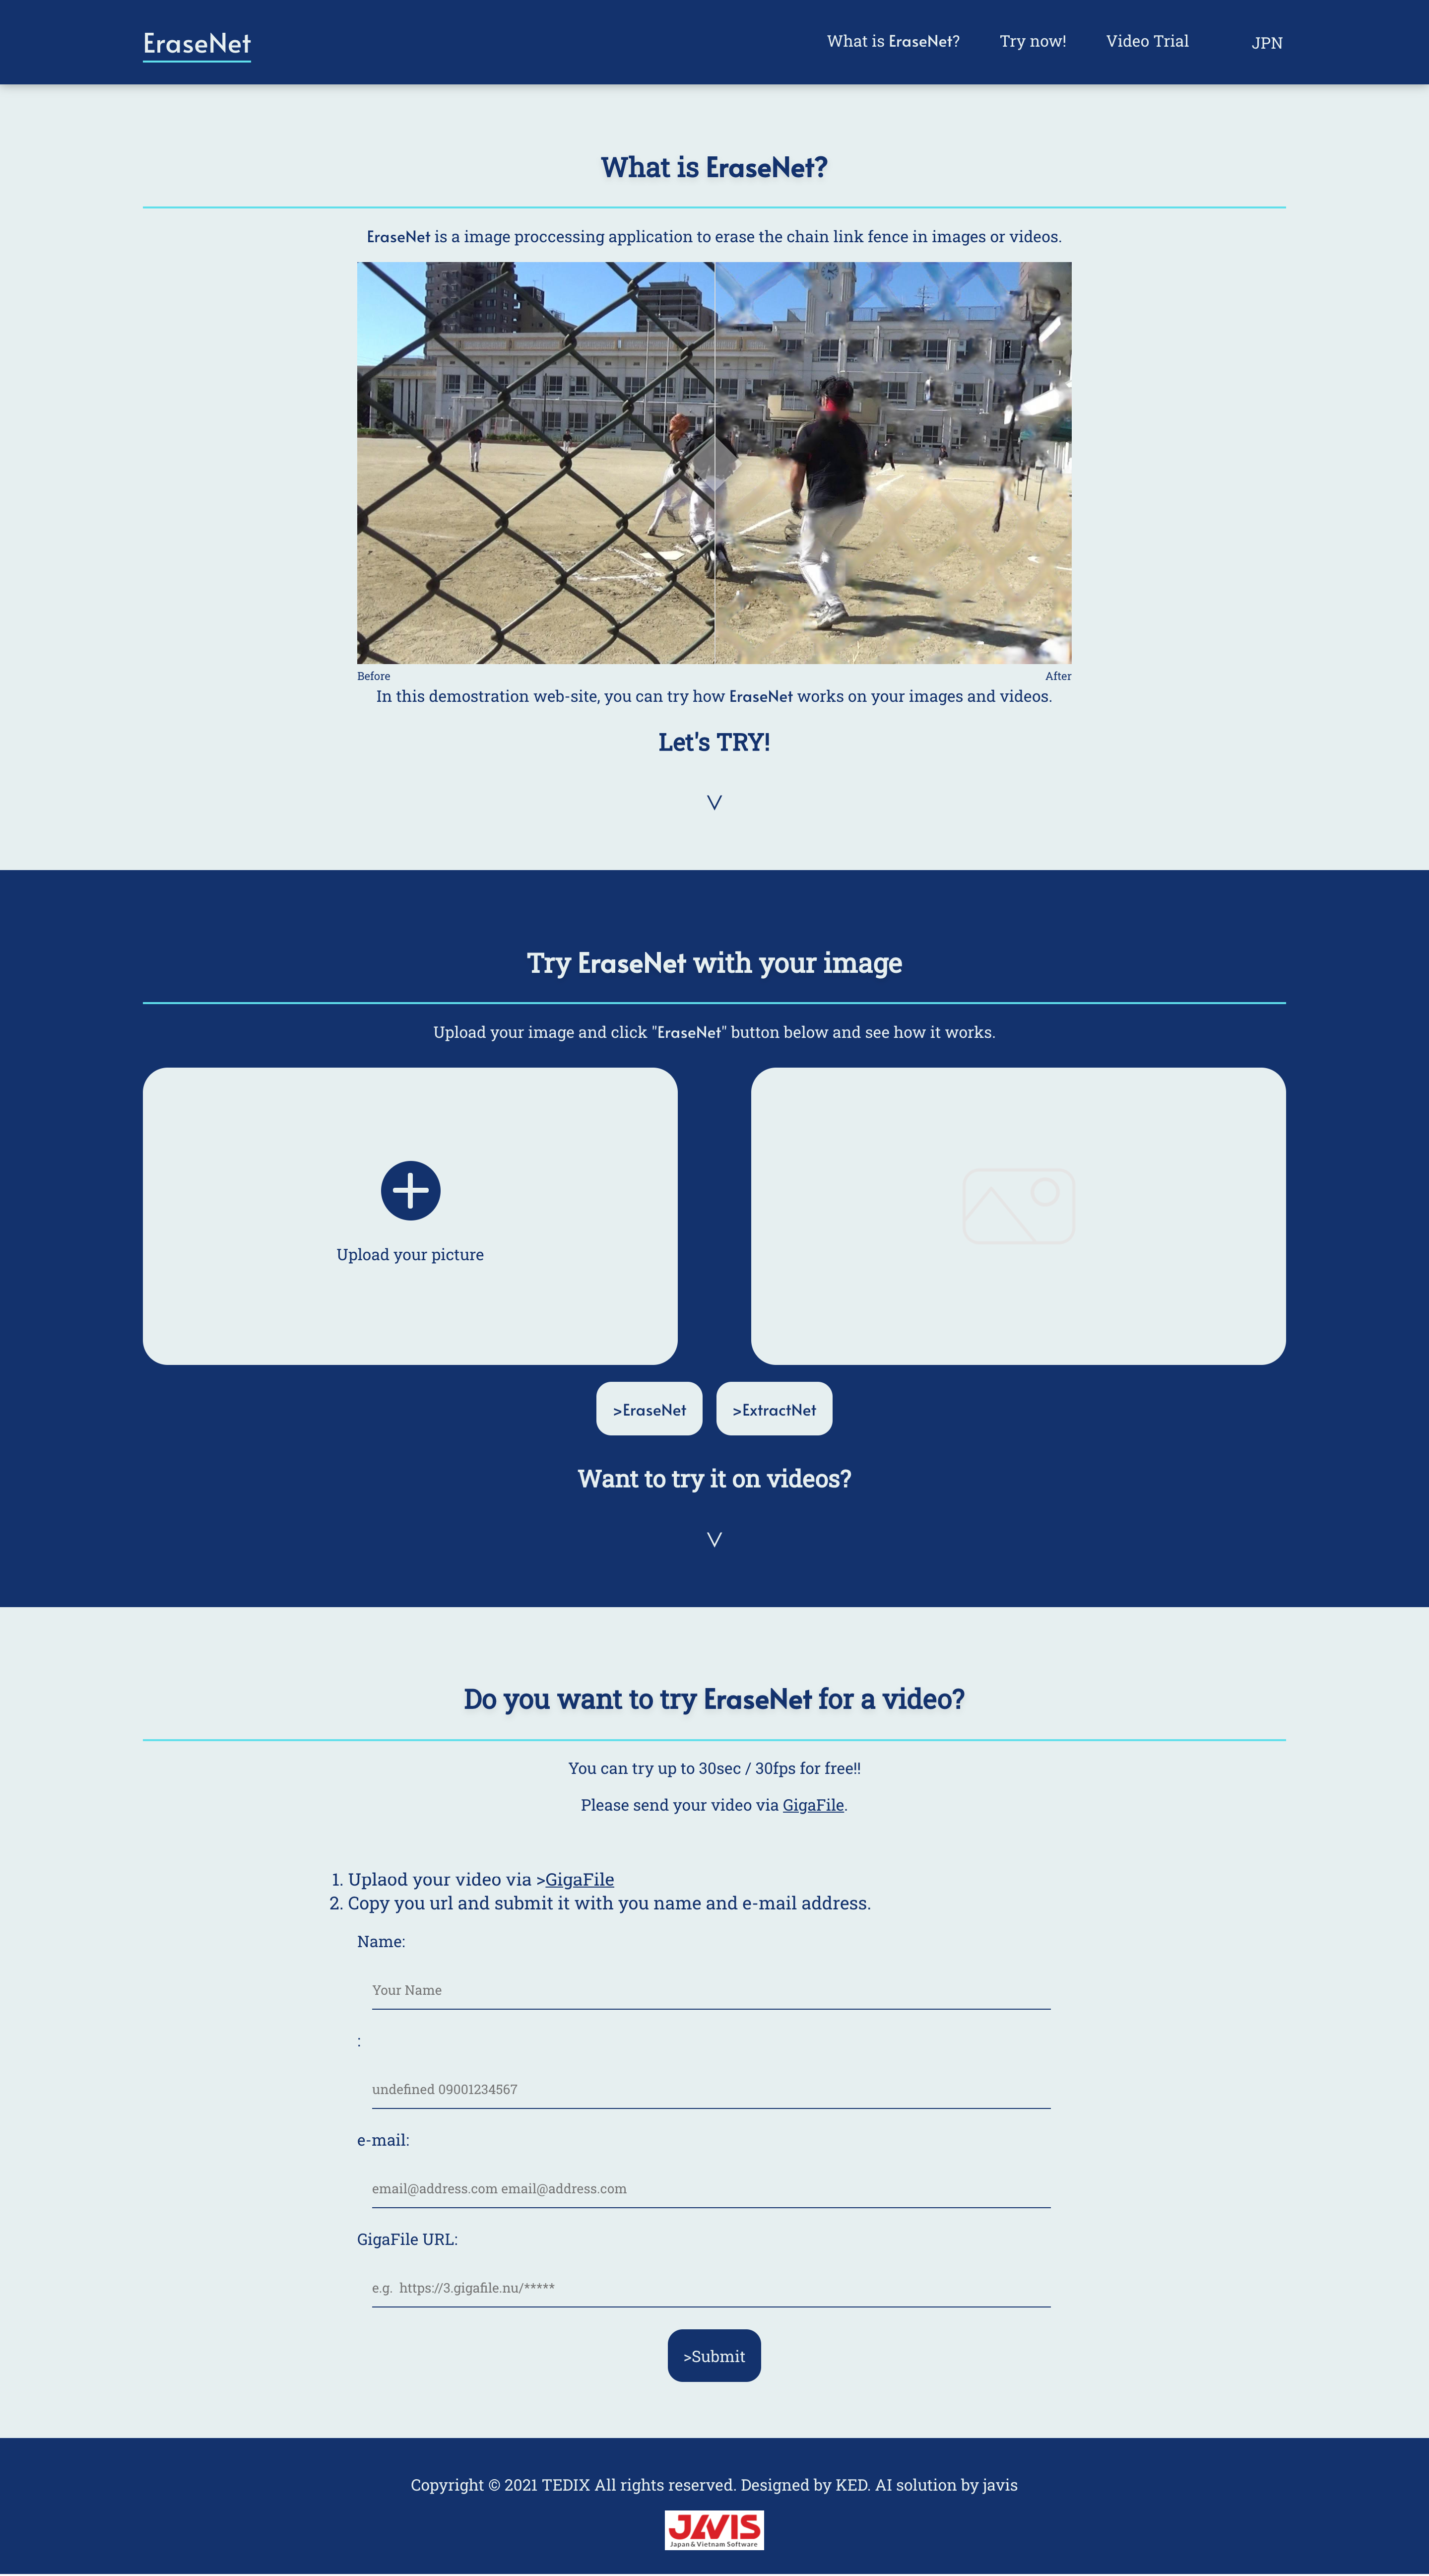 EraseNet
What is EraseNet?
Try now!
Video Trial
JPN
What is EraseNet?
EraseNet is a image proccessing application to erase the chain link fence in images or videos.
Before
After
In this demostration web-site, you can try how EraseNet works on your images and videos.
Let's TRY!
Try EraseNet with your image
Upload your image and click "EraseNet" button below and see how it works.
Upload your picture
>EraseNet
>ExtractNet
Want to try it on videos?
Do you want to try EraseNet for a video?
You can try up to 30sec / 30fps for free!!
Please send your video via GigaFile.
1. Uplaod your video via >GigaFile
2. Copy you url and submit it with you name and e-mail address.
Name:
Your Name
:
undefined 09001234567
e-mail:
email@address.com email@address.com
GigaFile URL:
e.g. https://3.gigafile.nu/*****
>Submit
Copyright © 2021 TEDIX All rights reserved. Designed by KED. AI solution by javis
JAVIS
Japan & Vietnam Software